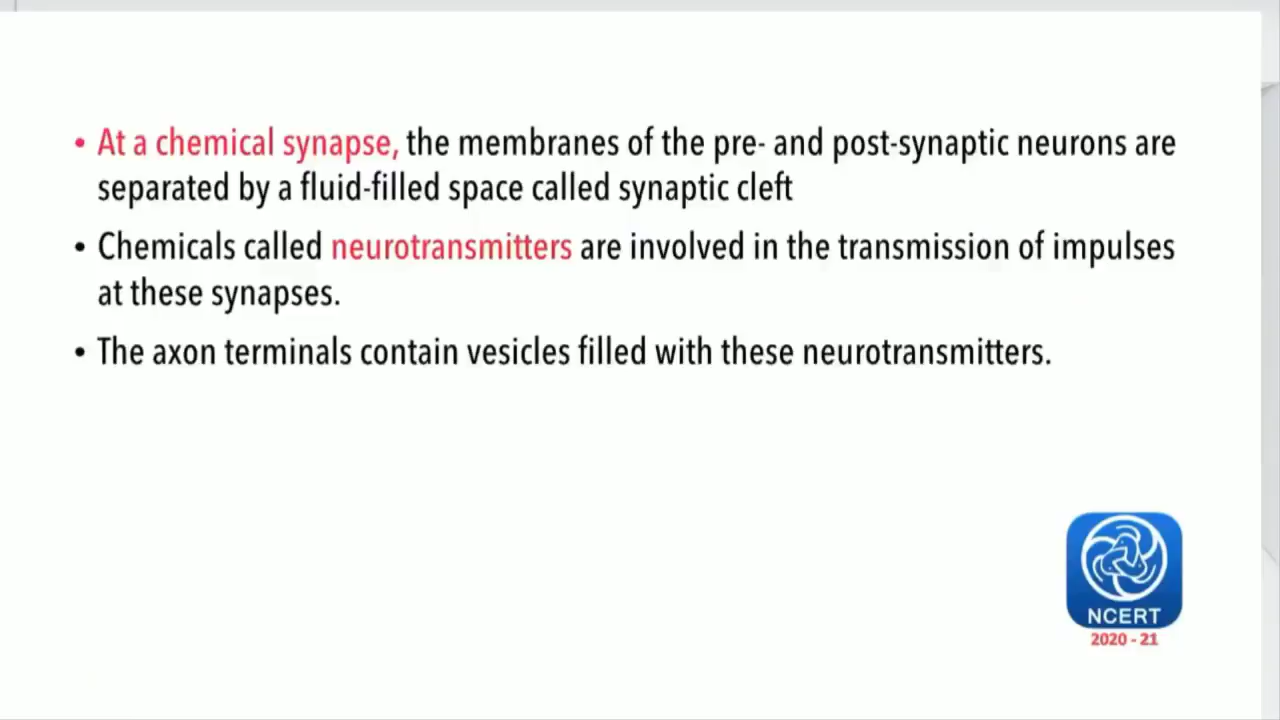 • At a chemical synapse, the membranes of the pre- and post-synaptic neurons are
separated by a fluid-filled space called synaptic cleft
• Chemicals called neurotransmitters are involved in the transmission of impulses
at these synapses.
• The axon terminals contain vesicles filled with these neurotransmitters.
NCERT
2020 - 21